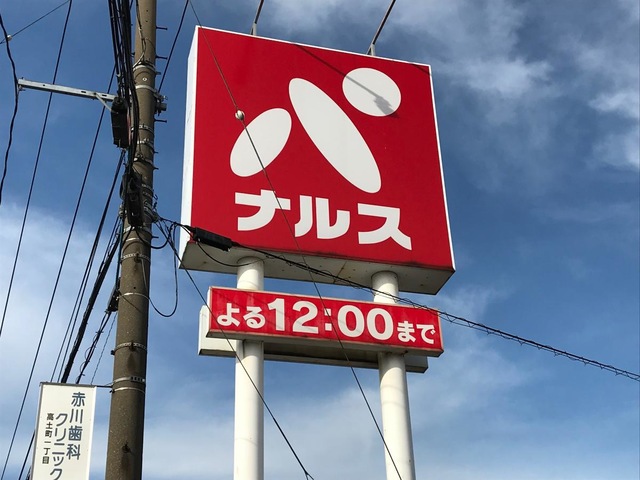 ナルス
よる12:00まで
赤川歯科
クリニック
高土町一丁目